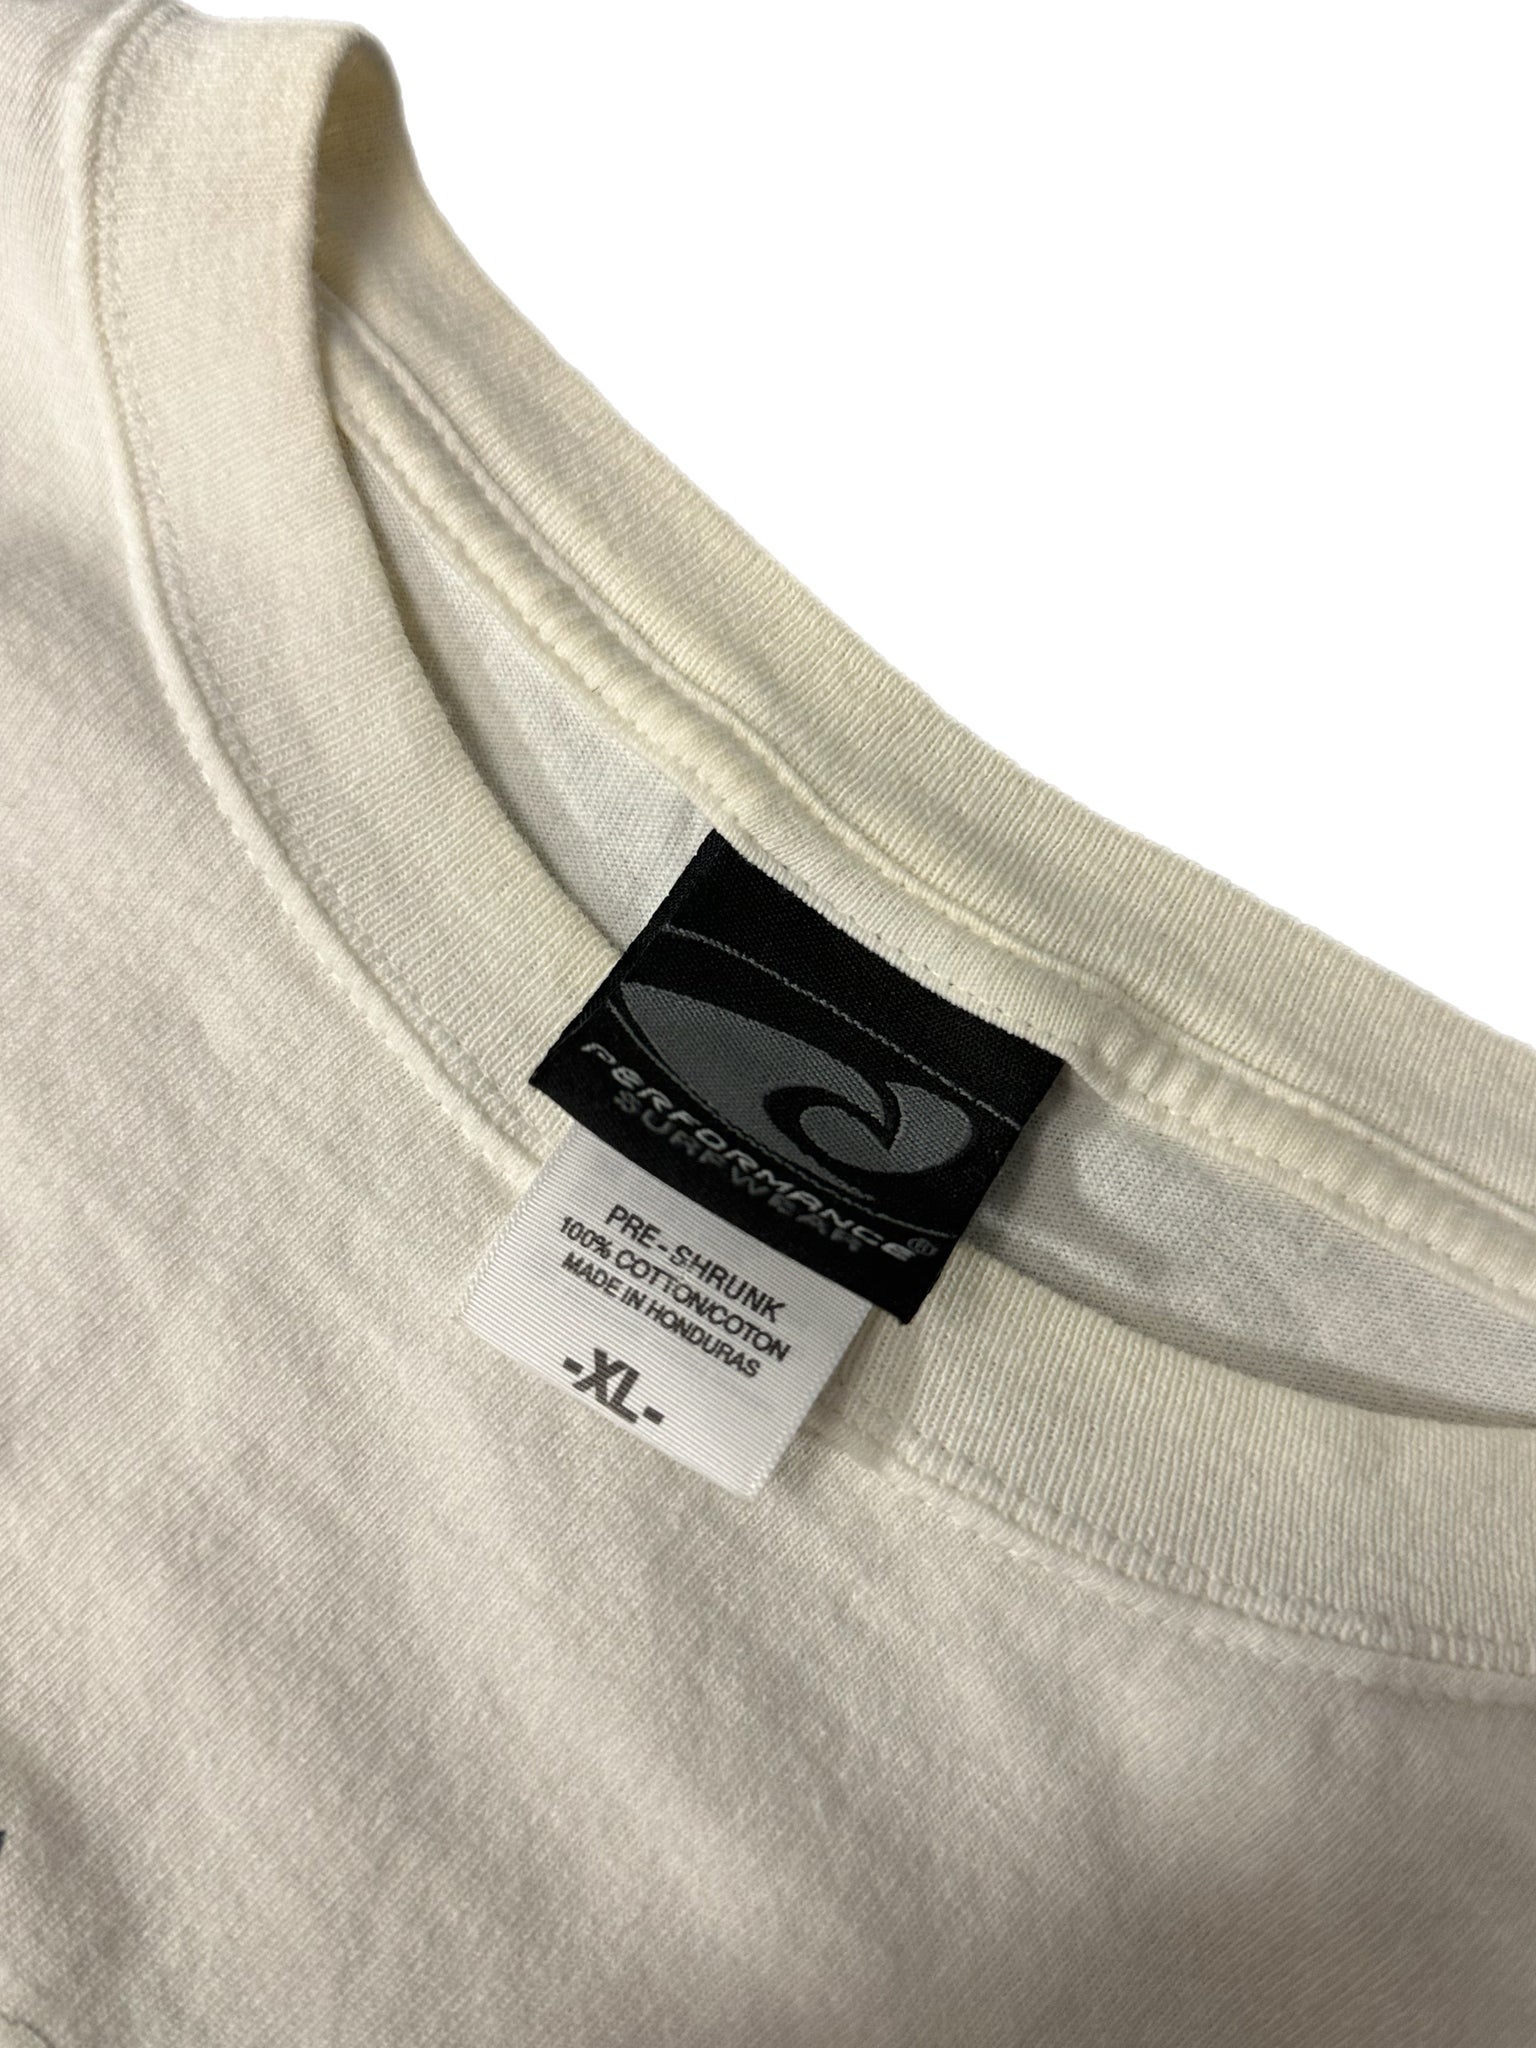 PERFORMANCE®
SURFWEAR
PRE-SHRUNK
100% COTTON/COTON
MADE IN HONDURAS
-XL-